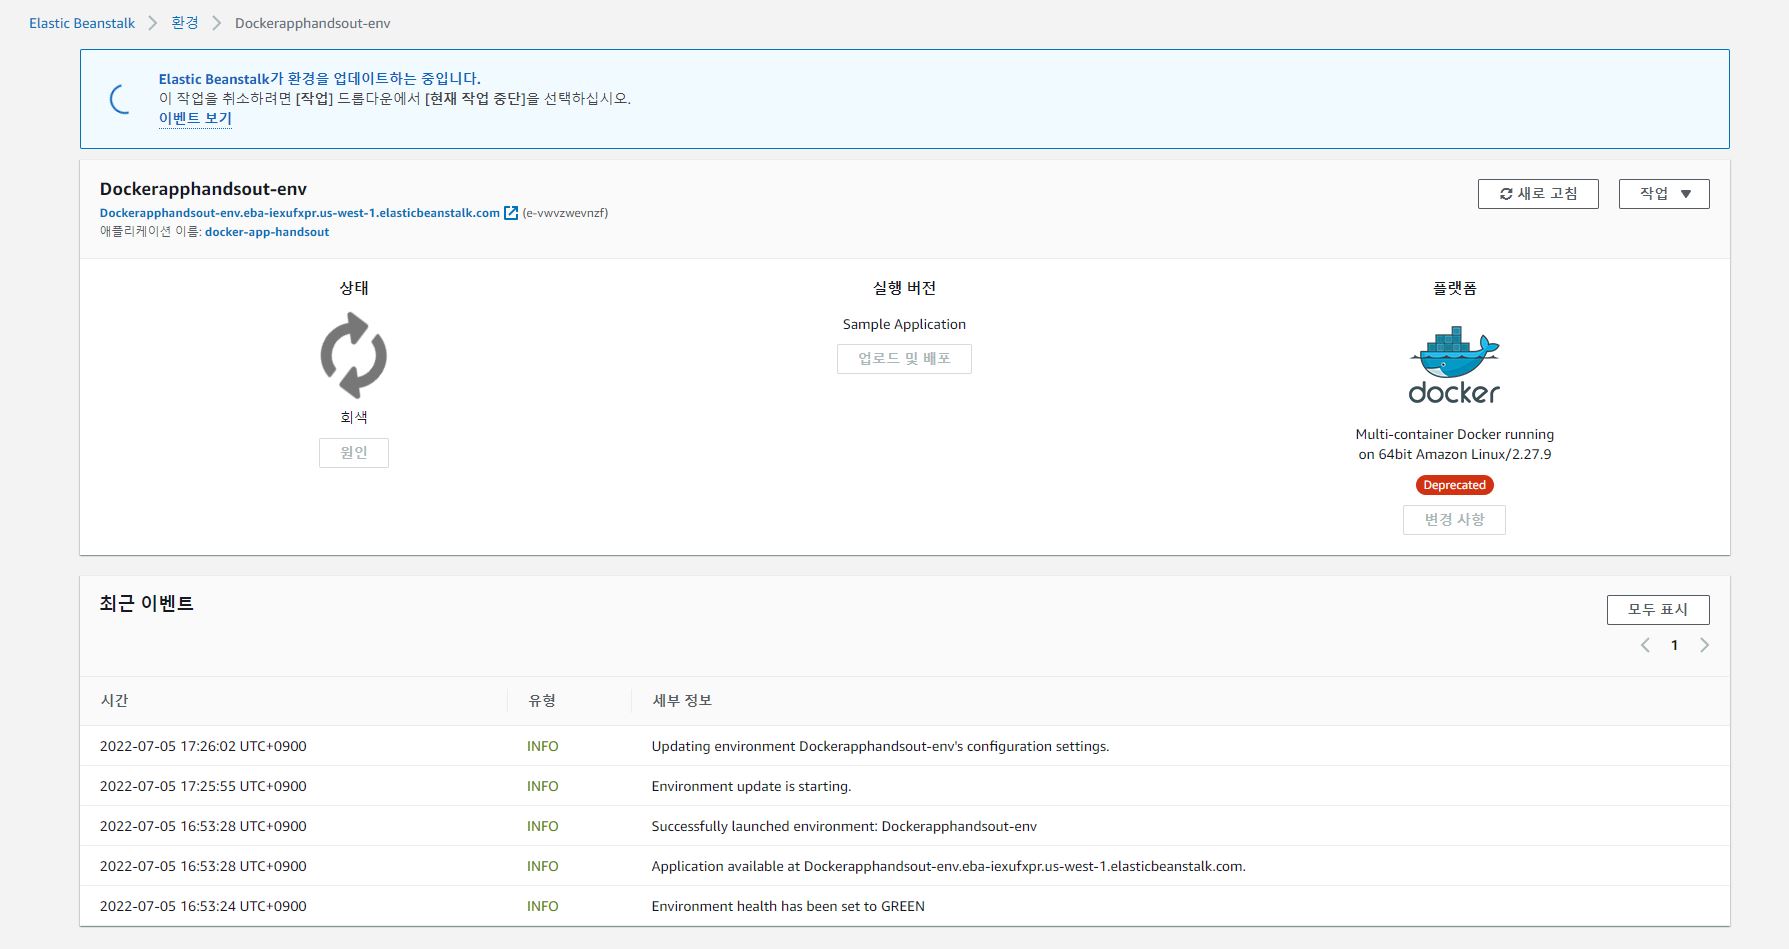 Elastic Beanstalk > 환경 > Dockerapphandsout-env
Elastic Beanstalk가 환경을 업데이트하는 중입니다.
이 작업을 취소하려면 [작업] 드롭다운에서 [현재 작업 중단]을 선택하십시오.
이벤트 보기
Dockerapphandsout-env
새로 고침
작업
Dockerapphandsout-env.eba-iexufxpr.us-west-1.elasticbeanstalk.com (e-vwvzwevnzf)
애플리케이션 이름: docker-app-handsout
상태
회색
원인
실행 버전
Sample Application
업로드 및 배포
플랫폼
docker
Multi-container Docker running
on 64bit Amazon Linux/2.27.9
Deprecated
변경 사항
최근 이벤트
모두 표시
1
시간 유형 세부 정보
2022-07-05 17:26:02 UTC+0900 INFO Updating environment Dockerapphandsout-env's configuration settings.
2022-07-05 17:25:55 UTC+0900 INFO Environment update is starting.
2022-07-05 16:53:28 UTC+0900 INFO Successfully launched environment: Dockerapphandsout-env
2022-07-05 16:53:28 UTC+0900 INFO Application available at Dockerapphandsout-env.eba-iexufxpr.us-west-1.elasticbeanstalk.com.
2022-07-05 16:53:24 UTC+0900 INFO Environment health has been set to GREEN